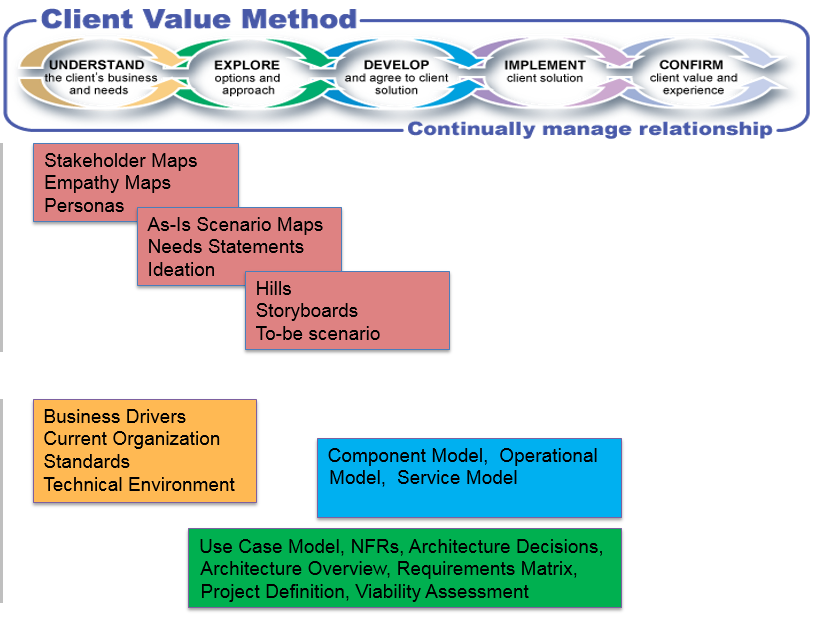 Client Value Method
UNDERSTAND
the client's business
and needs
EXPLORE
options and
approach
DEVELOP
and agree to client
solution
IMPLEMENT
client solution
CONFIRM
client value and
experience
Continually manage relationship
Stakeholder Maps
Empathy Maps
Personas
As-Is Scenario Maps
Needs Statements
Ideation
Hills
Storyboards
To-be scenario
Business Drivers
Current Organization
Standards
Technical Environment
Component Model,  Operational
Model,  Service Model
Use Case Model, NFRs, Architecture Decisions,
Architecture Overview, Requirements Matrix,
Project Definition, Viability Assessment